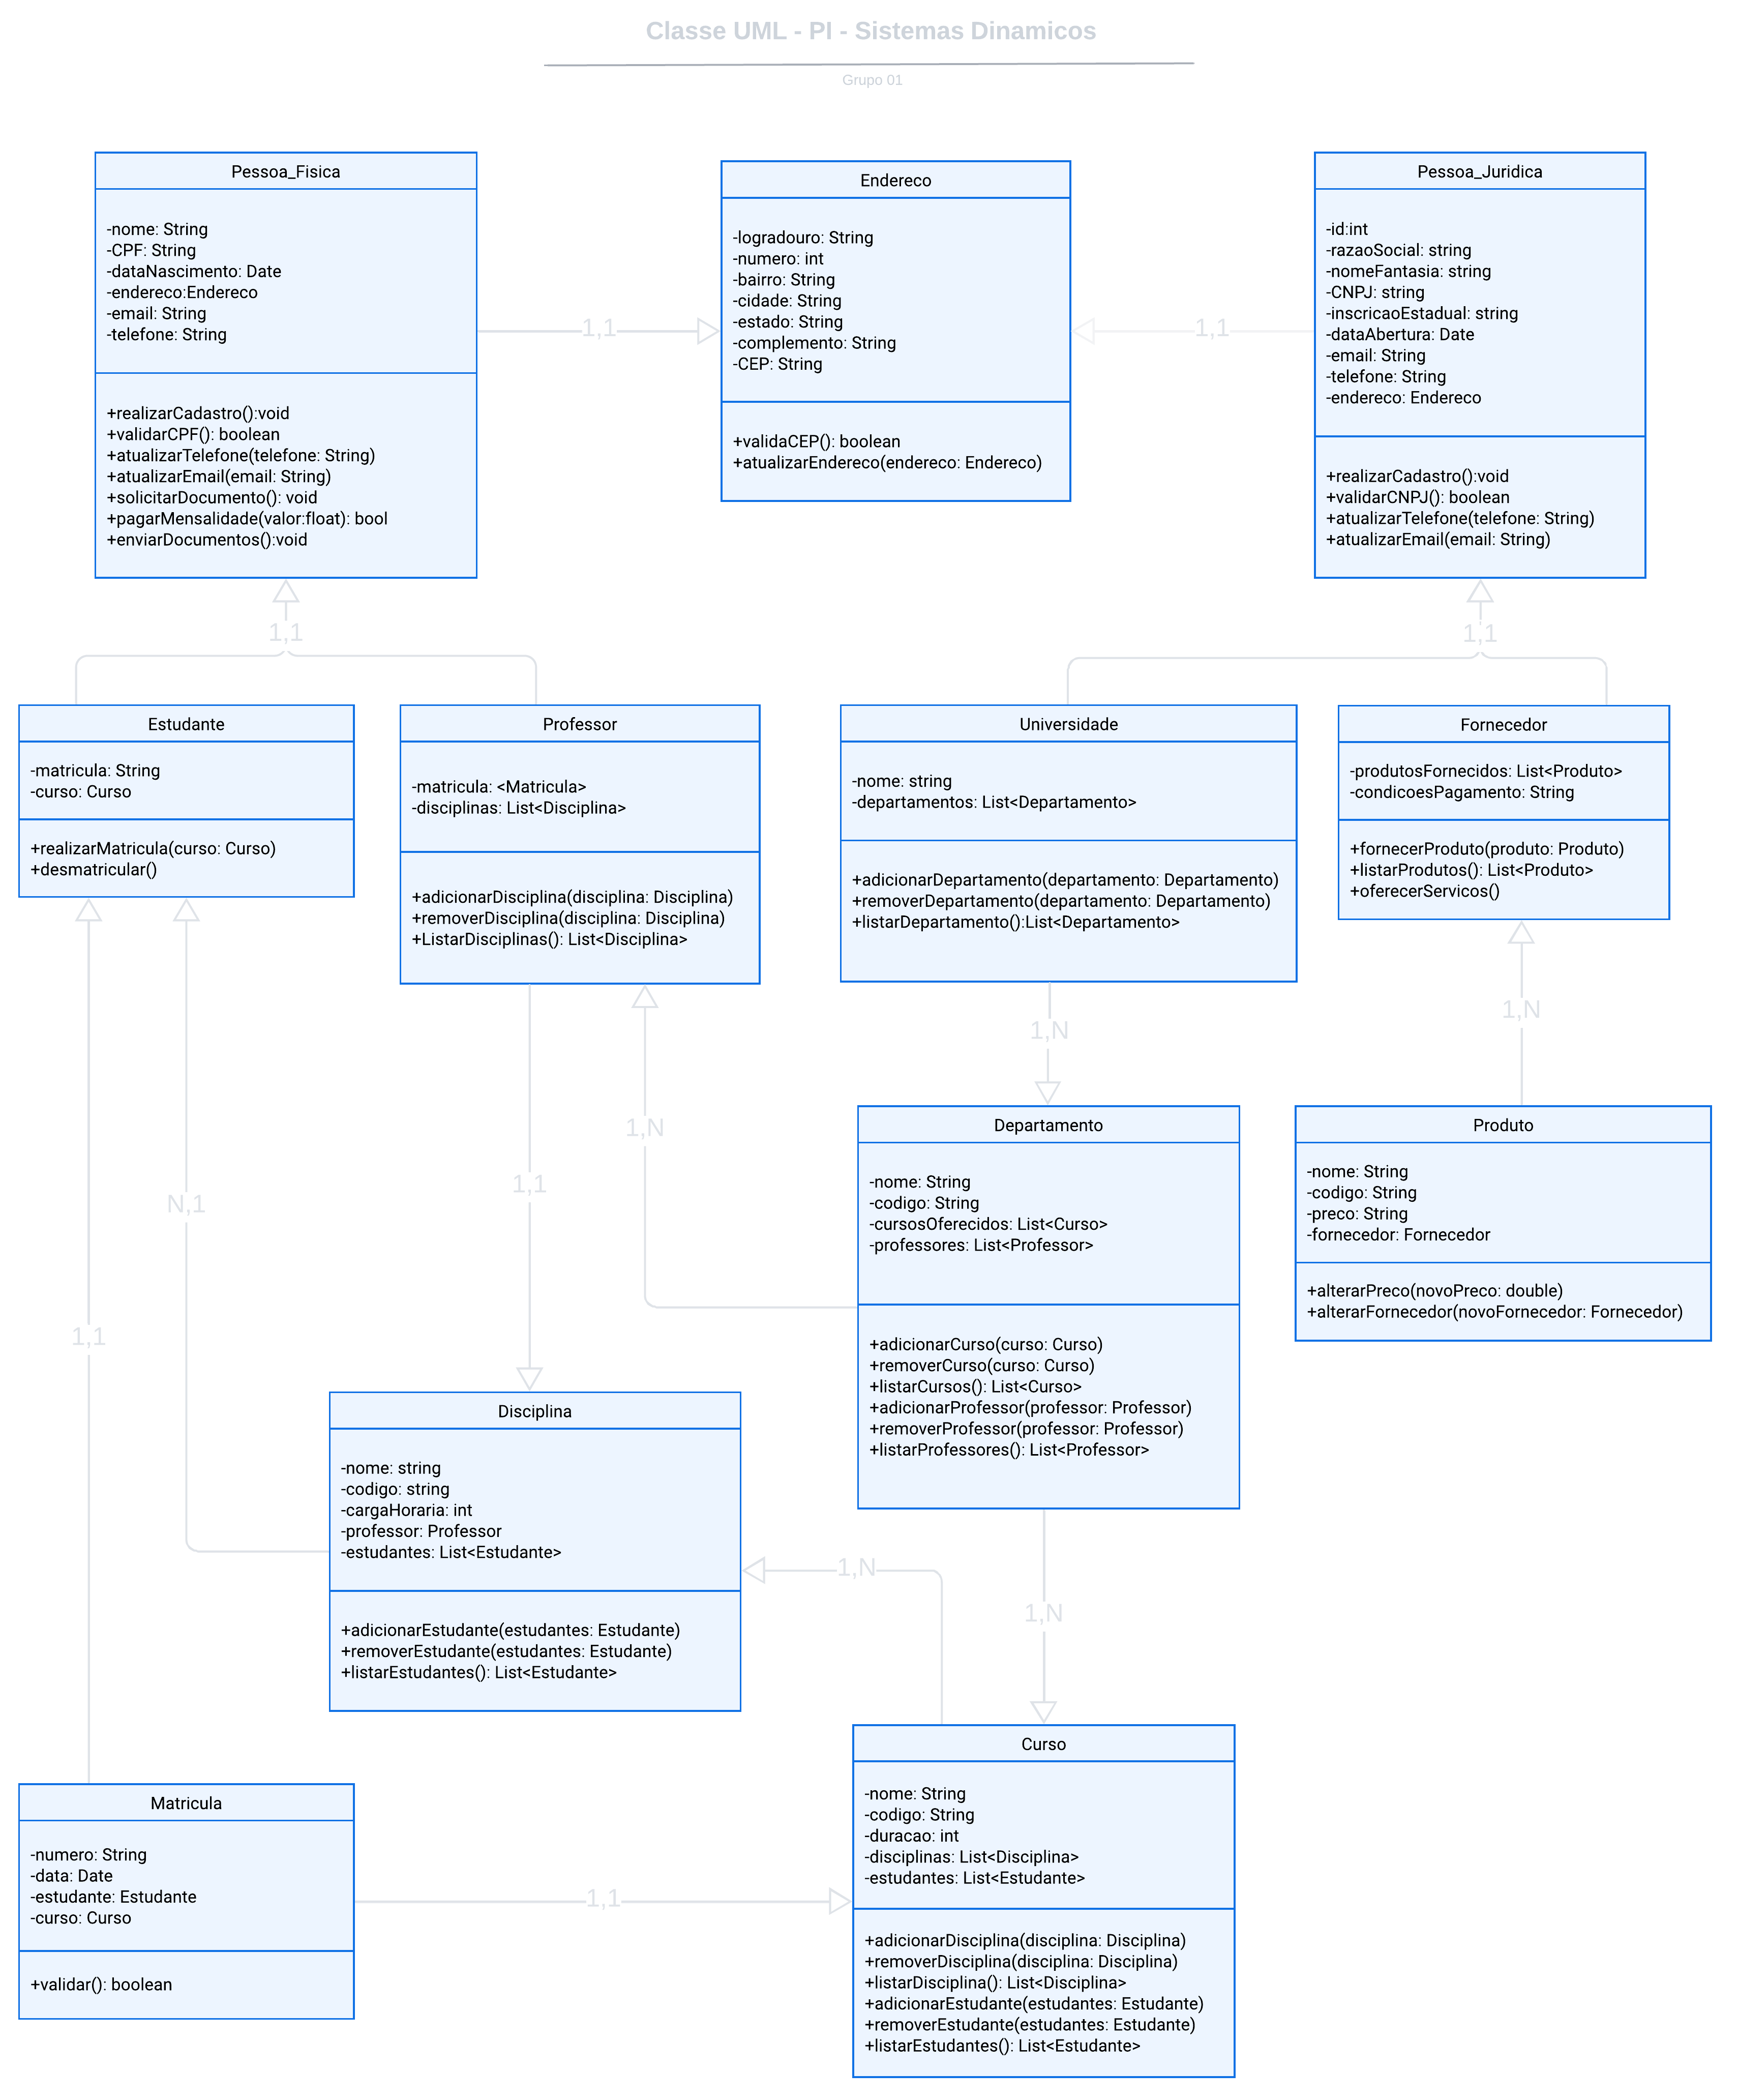 Classe UML - PI - Sistemas Dinamicos
Grupo 01
Pessoa_Fisica
-nome: String
-CPF: String
-dataNascimento: Date
-endereco:Endereco
-email: String
-telefone: String
+realizarCadastro():void
+validarCPF(): boolean
+atualizarTelefone(telefone: String)
+atualizarEmail(email: String)
+solicitarDocumento(): void
+pagarMensalidade(valor:float): bool
+enviarDocumentos():void
1,1
Endereco
-logradouro: String
-numero: int
-bairro: String
-cidade: String
-estado: String
-complemento: String
-CEP: String
+validaCEP(): boolean
+atualizarEndereco(endereco: Endereco)
1,1
Pessoa_Juridica
-id:int
-razaoSocial: string
-nomeFantasia: string
-CNPJ: string
-inscricaoEstadual: string
-dataAbertura: Date
-email: String
-telefone: String
-endereco: Endereco
+realizarCadastro():void
+validarCNPJ(): boolean
+atualizarTelefone(telefone: String)
+atualizarEmail(email: String)
1,1
1,1
Estudante
-matricula: String
-curso: Curso
+realizarMatricula(curso: Curso)
+desmatricular()
Professor
-matricula: <Matricula>
-disciplinas: List<Disciplina>
+adicionarDisciplina(disciplina: Disciplina)
+removerDisciplina(disciplina: Disciplina)
+ListarDisciplinas(): List<Disciplina>
Universidade
-nome: string
-departamentos: List<Departamento>
+adicionarDepartamento(departamento: Departamento)
+removerDepartamento(departamento: Departamento)
+listarDepartamento():List<Departamento>
Fornecedor
-produtosFornecidos: List<Produto>
-condicoesPagamento: String
+fornecerProduto(produto: Produto)
+listarProdutos(): List<Produto>
+oferecerServicos()
1,N
1,N
1,N
1,1
N,1
1,1
Departamento
-nome: String
-codigo: String
-cursosOferecidos: List<Curso>
-professores: List<Professor>
+adicionarCurso(curso: Curso)
+removerCurso(curso: Curso)
+listarCursos(): List<Curso>
+adicionarProfessor(professor: Professor)
+removerProfessor(professor: Professor)
+listarProfessores(): List<Professor>
Produto
-nome: String
-codigo: String
-preco: String
-fornecedor: Fornecedor
+alterarPreco(novoPreco: double)
+alterarFornecedor(novoFornecedor: Fornecedor)
Disciplina
-nome: string
-codigo: string
-cargaHoraria: int
-professor: Professor
-estudantes: List<Estudante>
+adicionarEstudante(estudantes: Estudante)
+removerEstudante(estudantes: Estudante)
+listarEstudantes(): List<Estudante>
1,N
1,N
Matricula
-numero: String
-data: Date
-estudante: Estudante
-curso: Curso
+validar(): boolean
1,1
Curso
-nome: String
-codigo: String
-duracao: int
-disciplinas: List<Disciplina>
-estudantes: List<Estudante>
+adicionarDisciplina(disciplina: Disciplina)
+removerDisciplina(disciplina: Disciplina)
+listarDisciplina(): List<Disciplina>
+adicionarEstudante(estudantes: Estudante)
+removerEstudante(estudantes: Estudante)
+listarEstudantes(): List<Estudante>